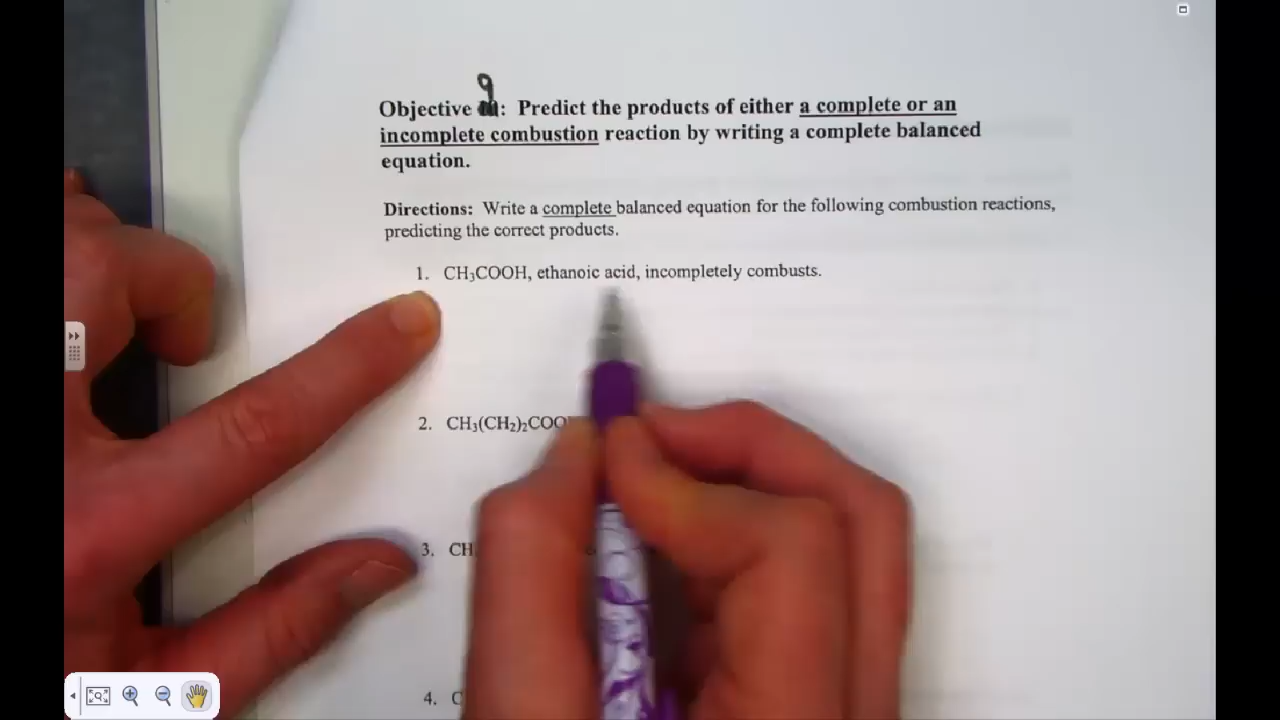 Objective 9: Predict the products of either a complete or an
incomplete combustion reaction by writing a complete balanced
equation.
Directions: Write a complete balanced equation for the following combustion reactions,
predicting the correct products.
1. CH₃COOH, ethanoic acid, incompletely combusts.
2. CH₃(CH₂)₂COO
3. CH
4. C